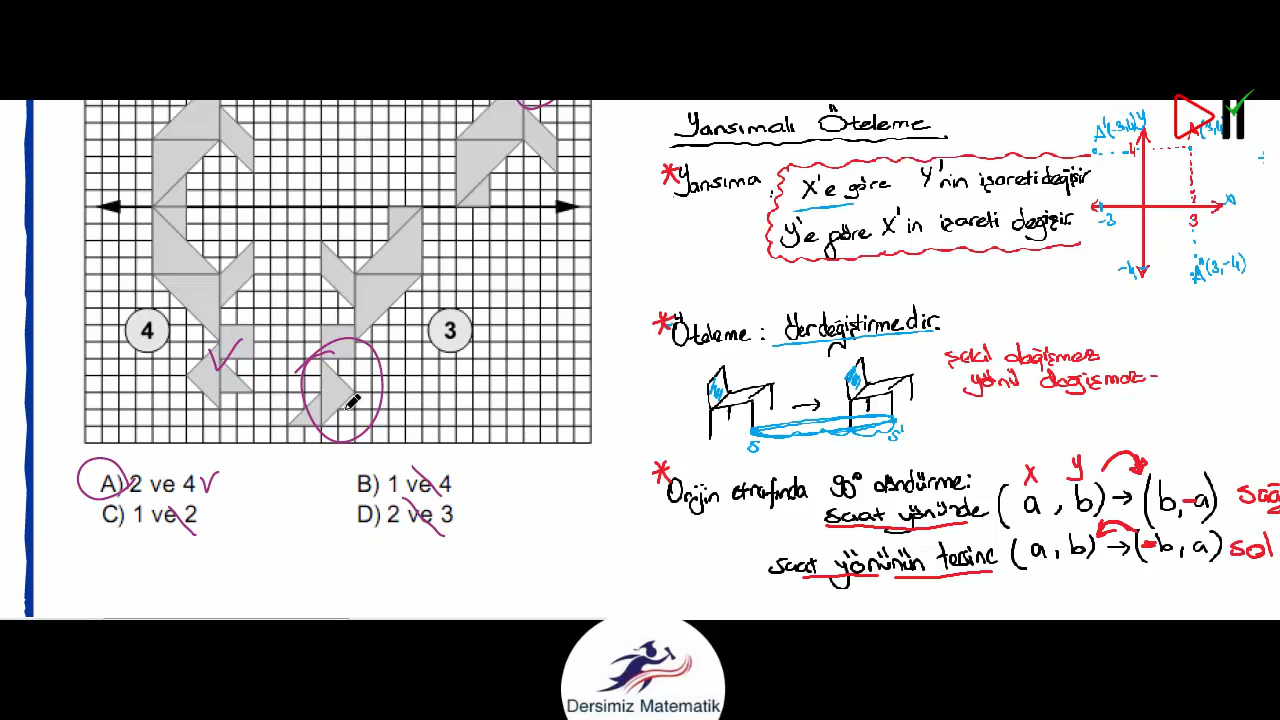 4
3
A) 2 ve 4
B) 1 ve 4
C) 1 ve 2
D) 2 ve 3
Yansımalı Öteleme
*Yansıma
X'e göre Y'nin işareti değişir
Y'e göre X'in işareti değişir
A'(-3,4) y
4
x
-3
3
-4
A''(3,-4)
*Öteleme: Yer değiştirmedir.
şekil değişmez
yönü değişmez
*
Orijin etrafında 90° döndürme:
x y
saat yönünde (a, b) → (b,-a)
saat yönünün tersine (a, b) → (-b, a) sol
Dersimiz Matematik